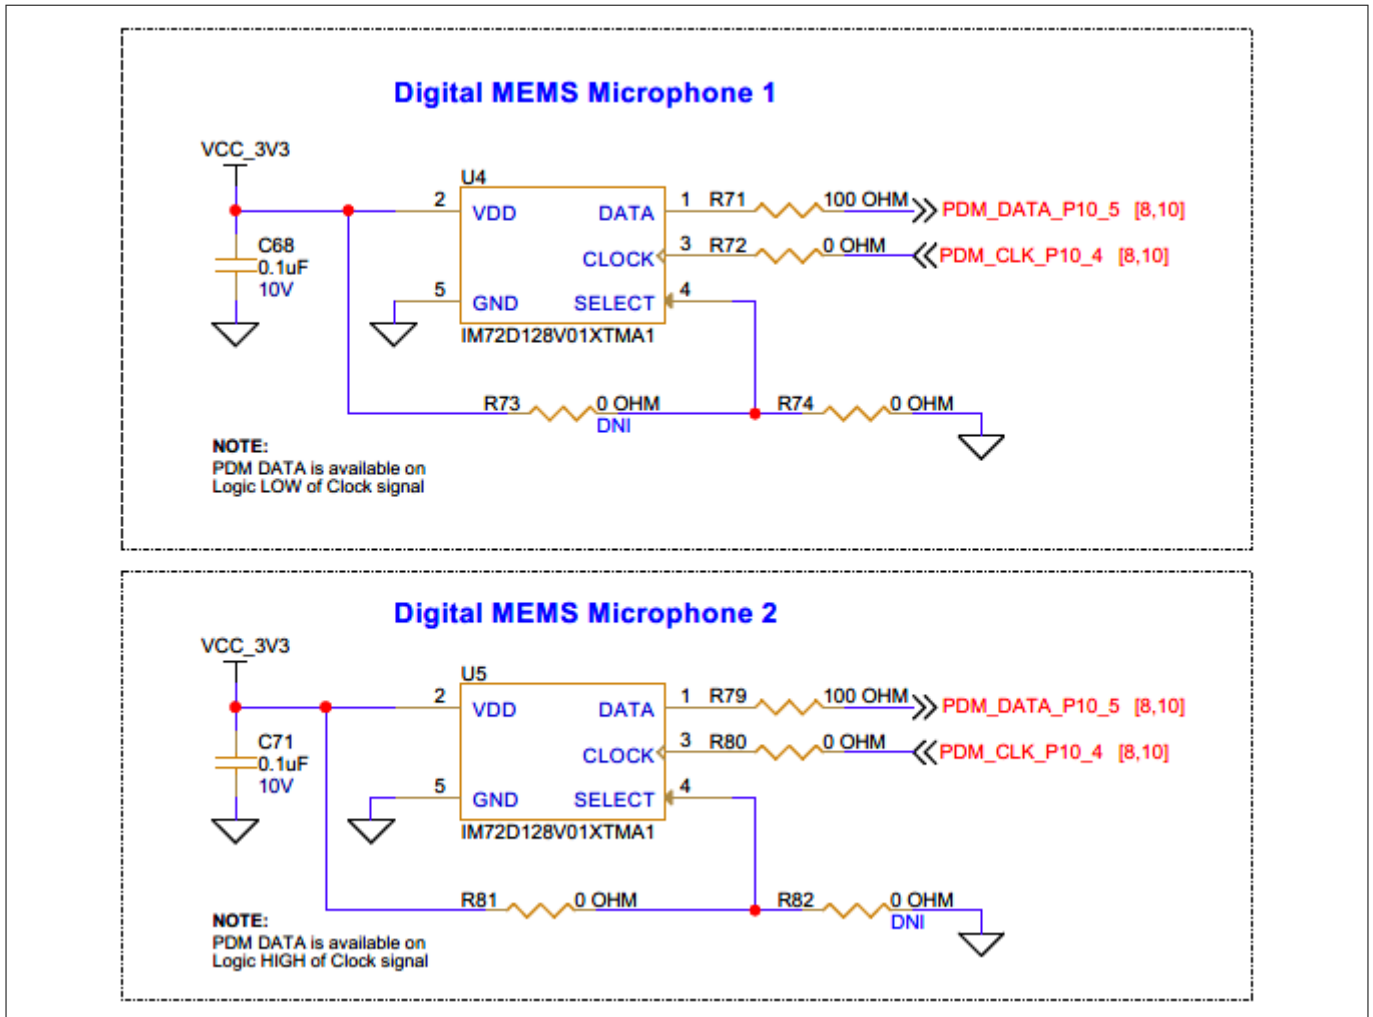 Digital MEMS Microphone 1
VCC_3V3
U4
2 VDD DATA 1 R71 100 OHM PDM_DATA_P10_5 [8,10]
CLOCK 3 R72 0 OHM PDM_CLK_P10_4 [8,10]
C68
0.1uF
10V
5 GND SELECT 4
IM72D128V01XTMA1
R73 0 OHM R74 0 OHM
DNI
NOTE:
PDM DATA is available on
Logic LOW of Clock signal
Digital MEMS Microphone 2
VCC_3V3
U5
2 VDD DATA 1 R79 100 OHM PDM_DATA_P10_5 [8,10]
CLOCK 3 R80 0 OHM PDM_CLK_P10_4 [8,10]
C71
0.1uF
10V
5 GND SELECT 4
IM72D128V01XTMA1
R81 0 OHM R82 0 OHM
DNI
NOTE:
PDM DATA is available on
Logic HIGH of Clock signal